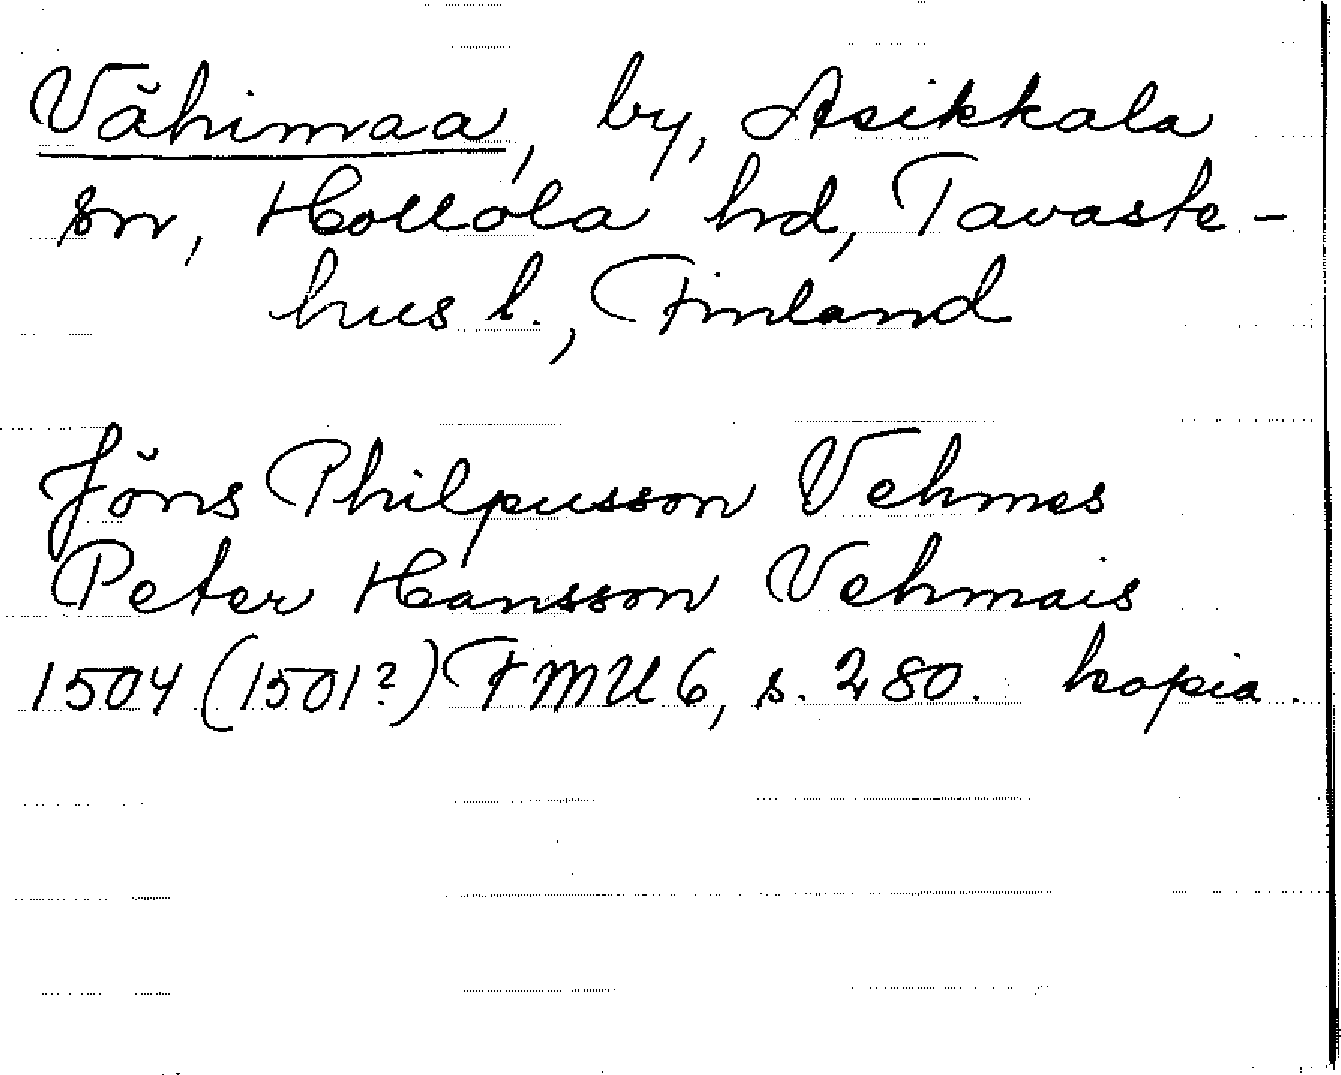 Vähimaa, by, Asikkala
sn, Hollola hd, Tavaste-
hus l., Finland
Jöns Philpusson Vehmes
Peter Hansson Vehmais
1504 (1501?) FMU 6, s. 280. kopia.